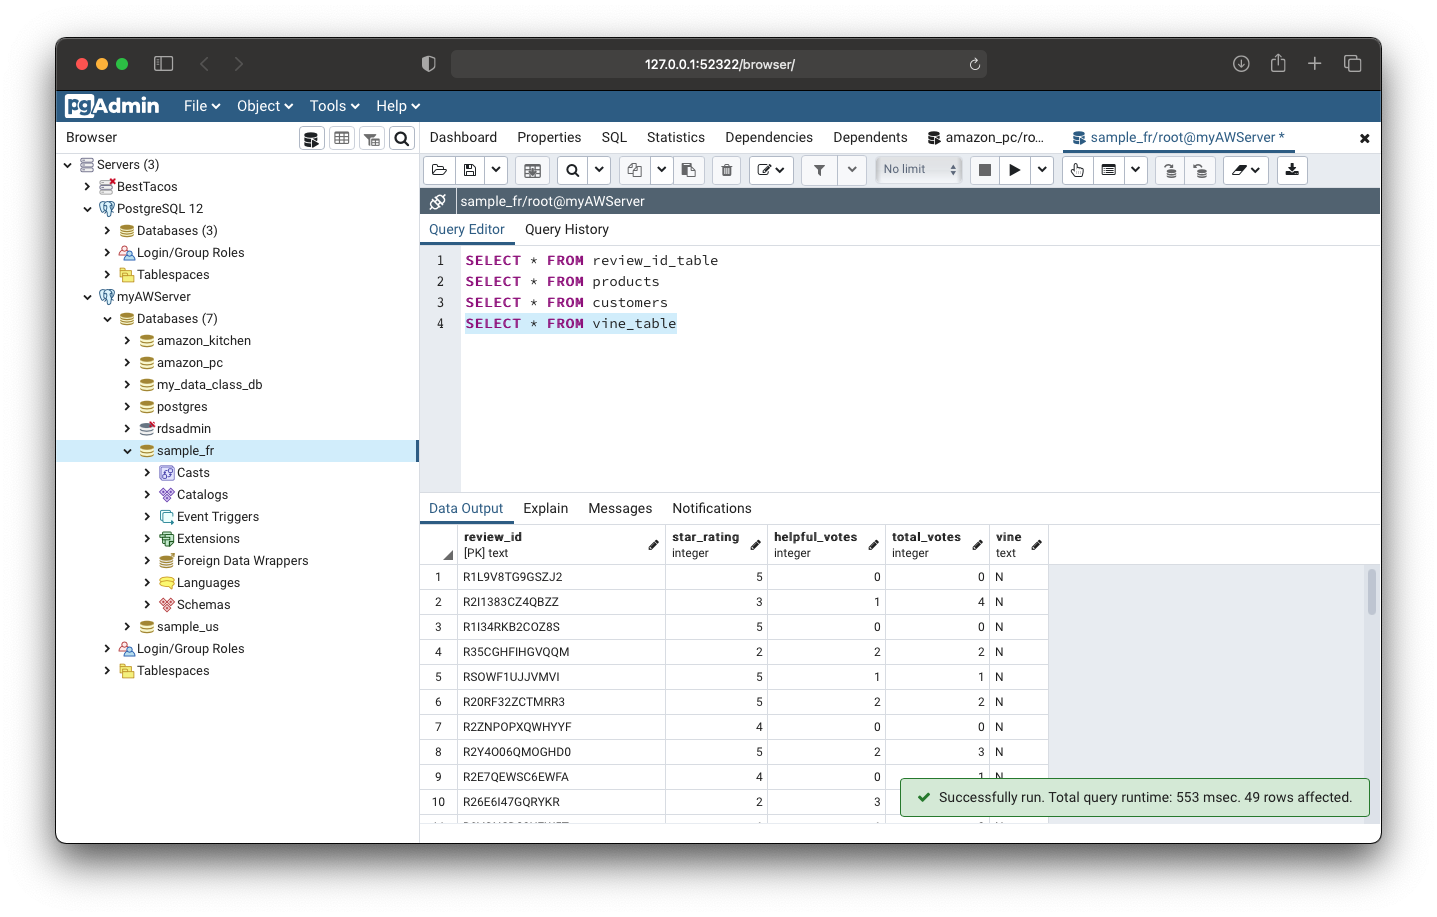 127.0.0.1:52322/browser/
pgAdmin File Object Tools Help
Browser
Dashboard Properties SQL Statistics Dependencies Dependents amazon_pc/ro... sample_fr/root@myAWServer *
No limit
sample_fr/root@myAWServer
Servers (3)
BestTacos
PostgreSQL 12
Databases (3)
Login/Group Roles
Tablespaces
myAWServer
Databases (7)
amazon_kitchen
amazon_pc
my_data_class_db
postgres
rdsadmin
sample_fr
Casts
Catalogs
Event Triggers
Extensions
Foreign Data Wrappers
Languages
Schemas
sample_us
Login/Group Roles
Tablespaces
Query Editor Query History
1 SELECT * FROM review_id_table
2 SELECT * FROM products
3 SELECT * FROM customers
4 SELECT * FROM vine_table
Data Output Explain Messages Notifications
review_id star_rating helpful_votes total_votes vine
[PK] text integer integer integer text
1 R1L9V8TG9GSZJ2 5 0 0 N
2 R2I1383CZ4QBZZ 3 1 4 N
3 R1I34RKB2COZ8S 5 0 0 N
4 R35CGHFIHGVQQM 2 2 2 N
5 RSOWF1UJJVMVI 5 1 1 N
6 R20RF32ZCTMRR3 5 2 2 N
7 R2ZNPOPXQWHYYF 4 0 0 N
8 R2Y4O06QMOGHD0 5 2 3 N
9 R2E7QEWSC6EWFA 4 0 1 N
10 R26E6I47GQRYKR 2 3
Successfully run. Total query runtime: 553 msec. 49 rows affected.